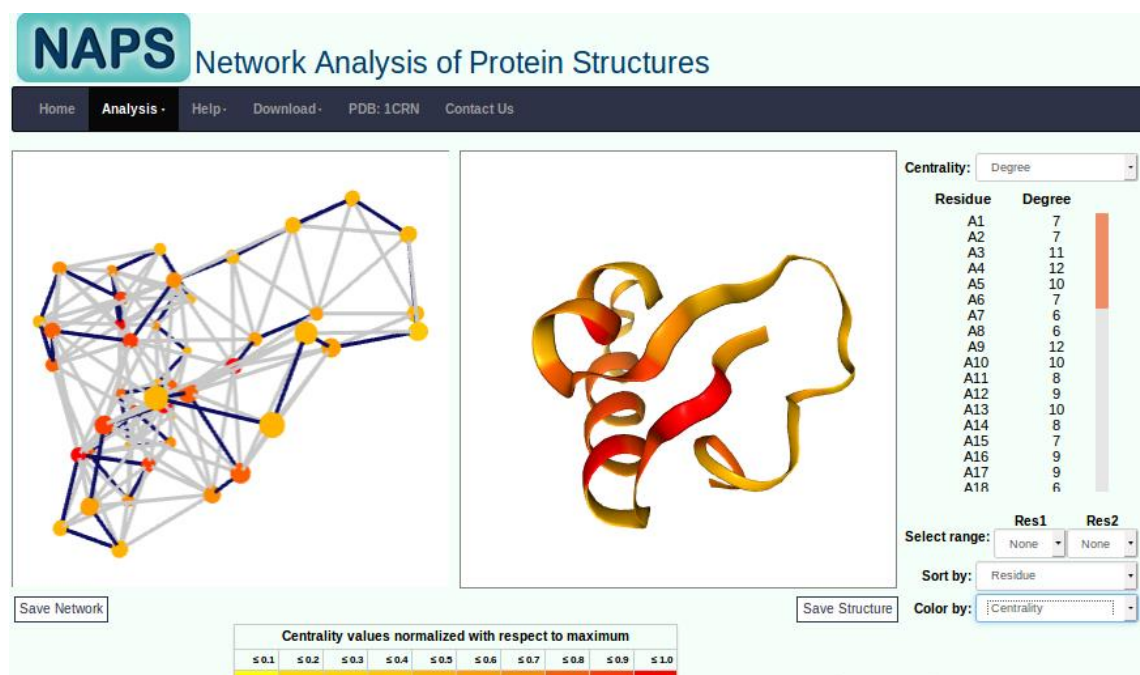 NAPS Network Analysis of Protein Structures
Home Analysis Help Download PDB: 1CRN Contact Us
Centrality: Degree
Residue Degree
A1 7
A2 7
A3 11
A4 12
A5 10
A6 7
A7 6
A8 6
A9 12
A10 10
A11 8
A12 9
A13 10
A14 8
A15 7
A16 9
A17 9
A18 6
Res1 Res2
Select range: None None
Sort by: Residue
Save Network Save Structure Color by: Centrality
Centrality values normalized with respect to maximum
≤ 0.1 ≤ 0.2 ≤ 0.3 ≤ 0.4 ≤ 0.5 ≤ 0.6 ≤ 0.7 ≤ 0.8 ≤ 0.9 ≤ 1.0